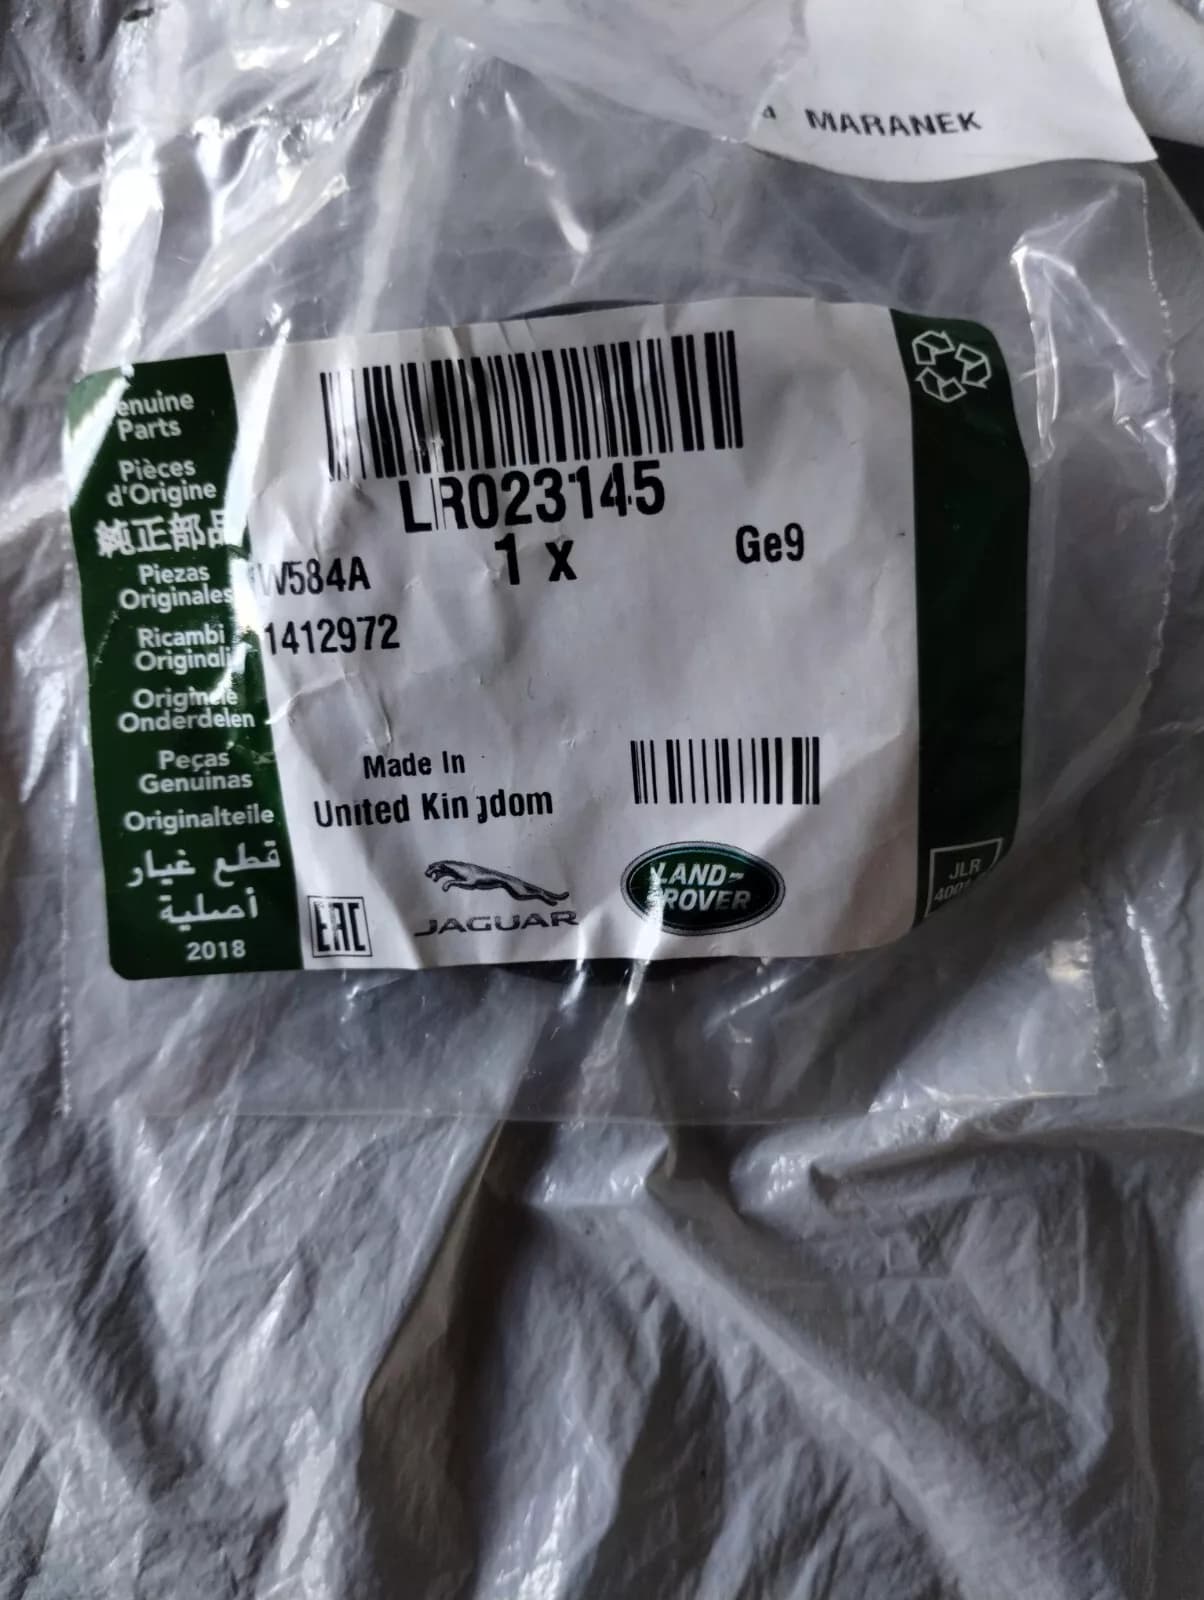 MARANEK
enuine
Parts
Pièces
d'Origine
純正部品
Piezas
Originales
Ricambi
Originali
Originele
Onderdelen
Peças
Genuinas
Originalteile
قطع غيار
أصلية
2018
LR023145
1 x
Ge9
W584A
1412972
Made In
United Kingdom
EAC
JAGUAR
LAND-
ROVER
JLR